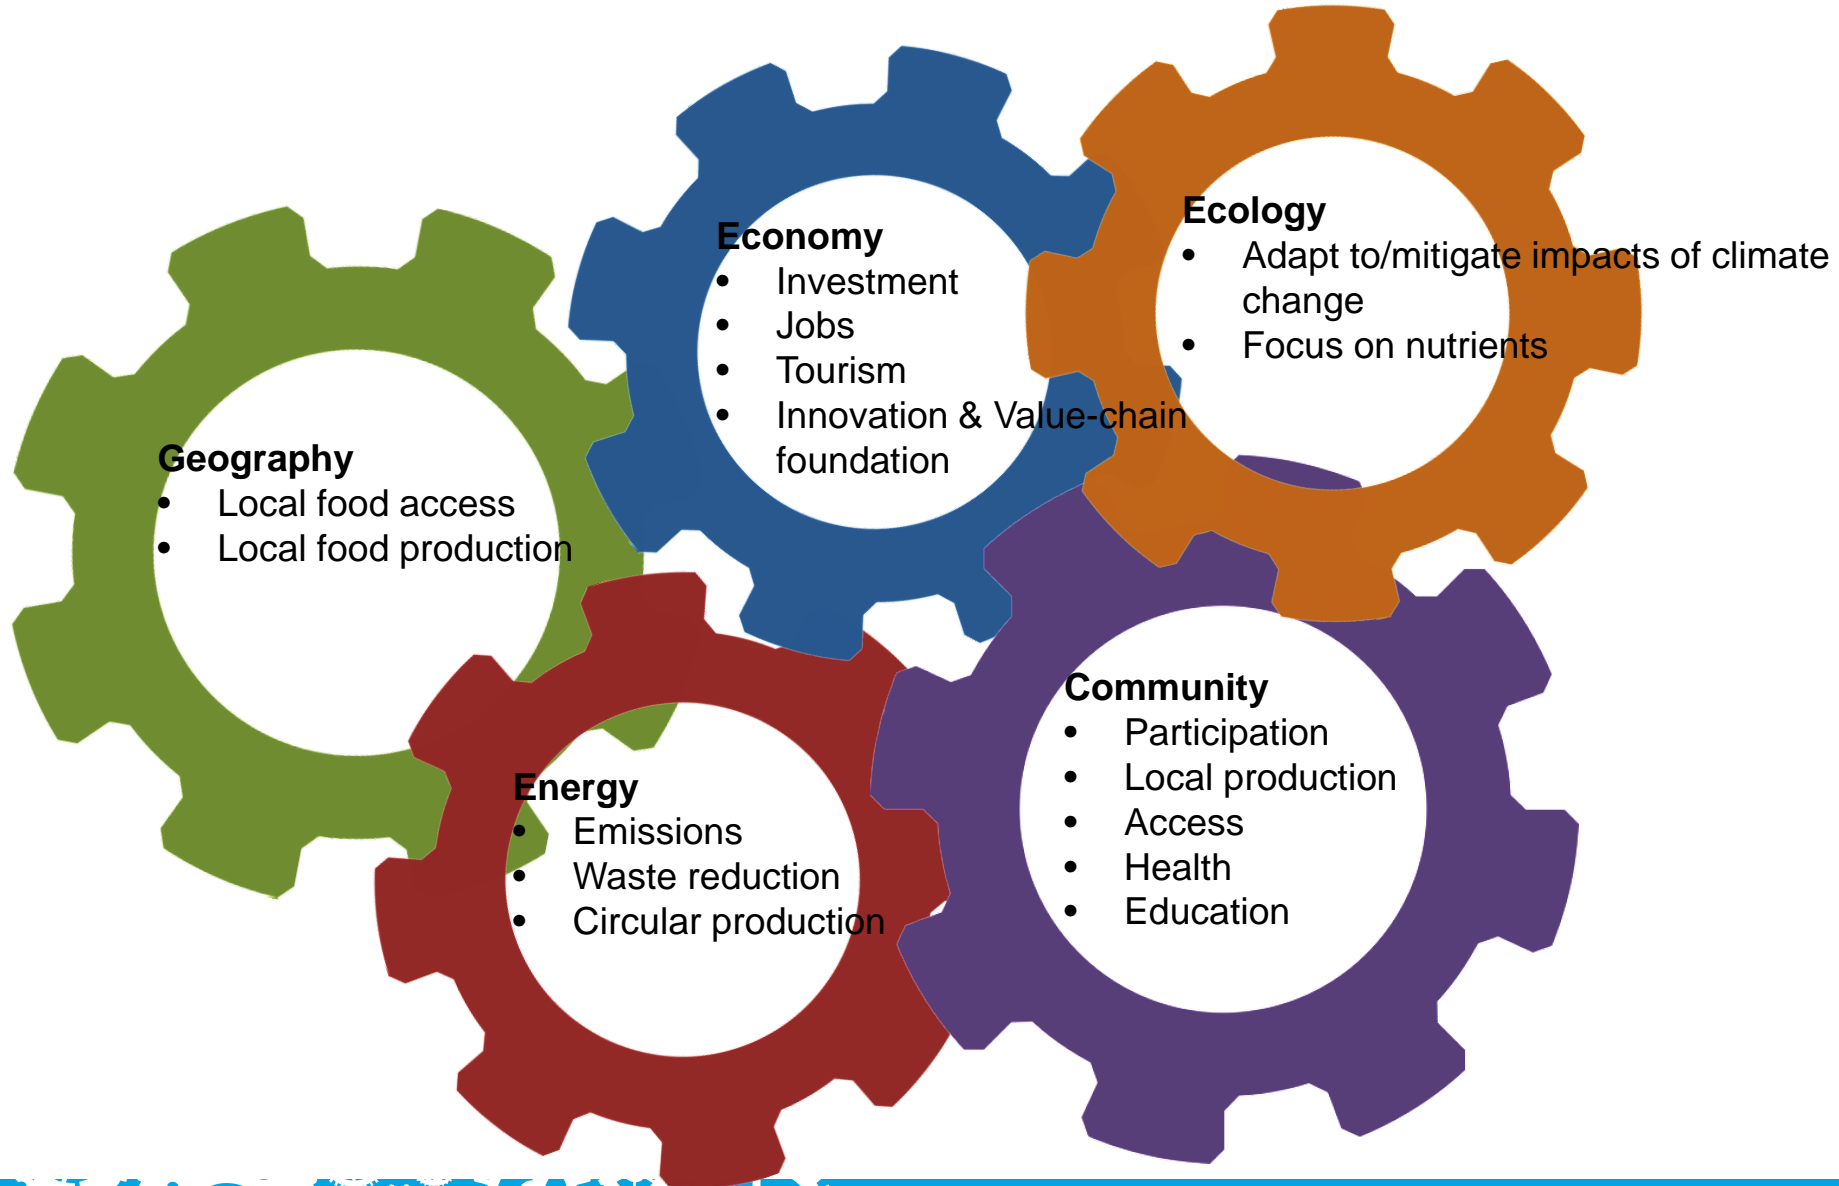 Geography
• Local food access
• Local food production
Economy
• Investment
• Jobs
• Tourism
• Innovation & Value-chain
foundation
Ecology
• Adapt to/mitigate impacts of climate
change
• Focus on nutrients
Energy
• Emissions
• Waste reduction
• Circular production
Community
• Participation
• Local production
• Access
• Health
• Education